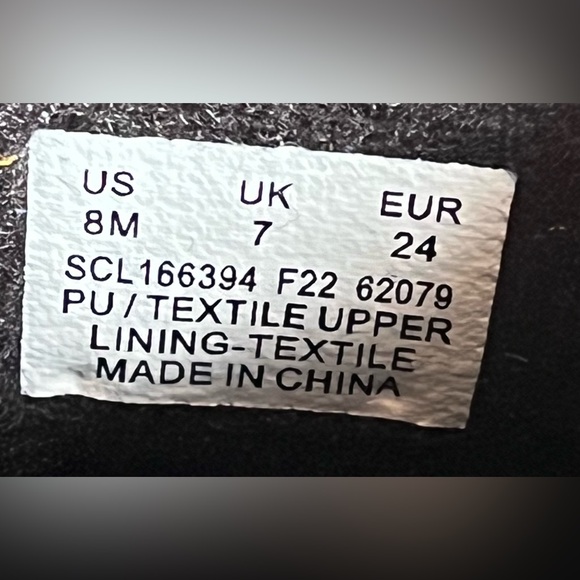 US UK EUR
8M 7 24
SCL166394 F22 62079
PU / TEXTILE UPPER
LINING-TEXTILE
MADE IN CHINA